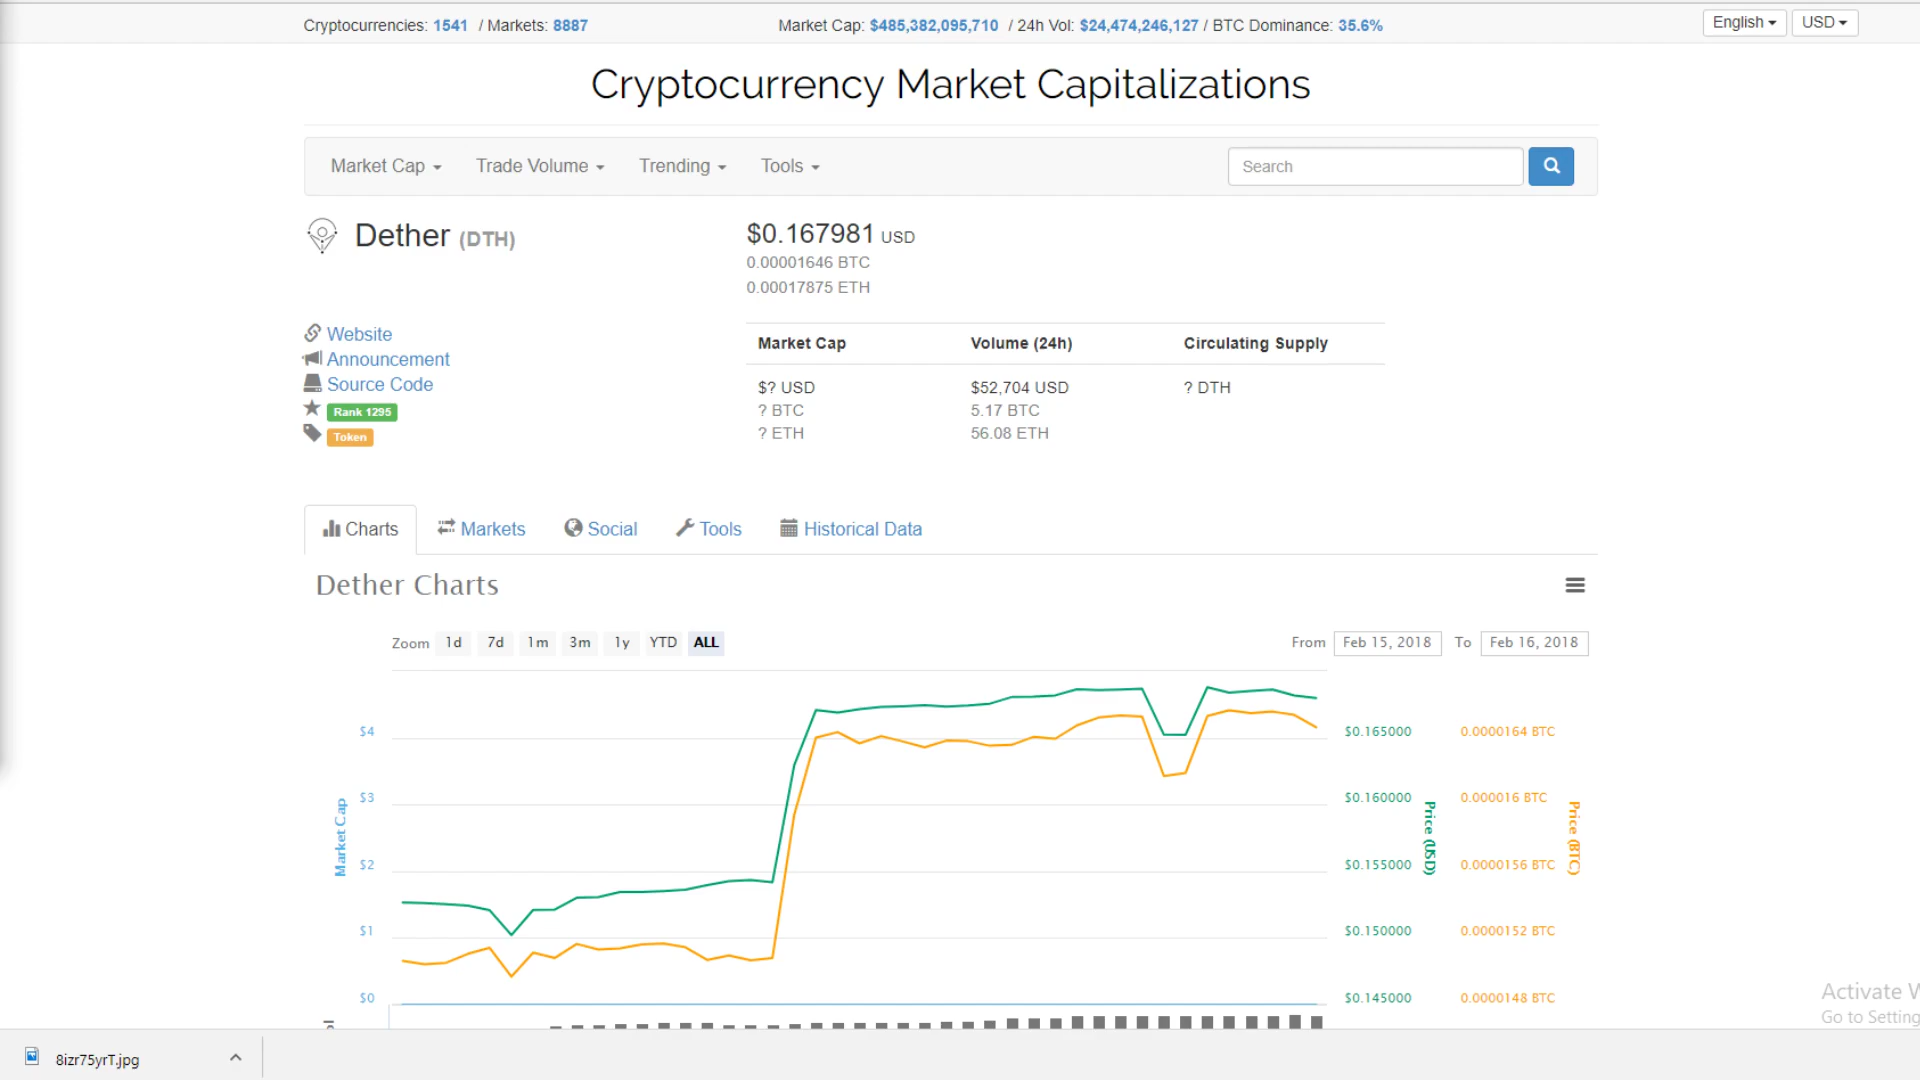 Cryptocurrencies: 1541 / Markets: 8887 Market Cap: $485,382,095,710 / 24h Vol: $24,474,246,127 / BTC Dominance: 35.6% English USD
Cryptocurrency Market Capitalizations
Market Cap Trade Volume Trending Tools Search
Dether (DTH)
$0.167981 USD
0.00001646 BTC
0.00017875 ETH
Website
Announcement
Source Code
Rank 1295
Token
Market Cap Volume (24h) Circulating Supply
$? USD $52,704 USD ? DTH
? BTC 5.17 BTC
? ETH 56.08 ETH
Charts Markets Social Tools Historical Data
Dether Charts
Zoom 1d 7d 1m 3m 1y YTD ALL From Feb 15, 2018 To Feb 16, 2018
$4 $0.165000 0.0000164 BTC
$3 $0.160000 0.000016 BTC
Market Cap
Price (USD)
Price (BTC)
$2 $0.155000 0.0000156 BTC
$1 $0.150000 0.0000152 BTC
$0 $0.145000 0.0000148 BTC
Activate W
Go to Setting
8izr75yrT.jpg